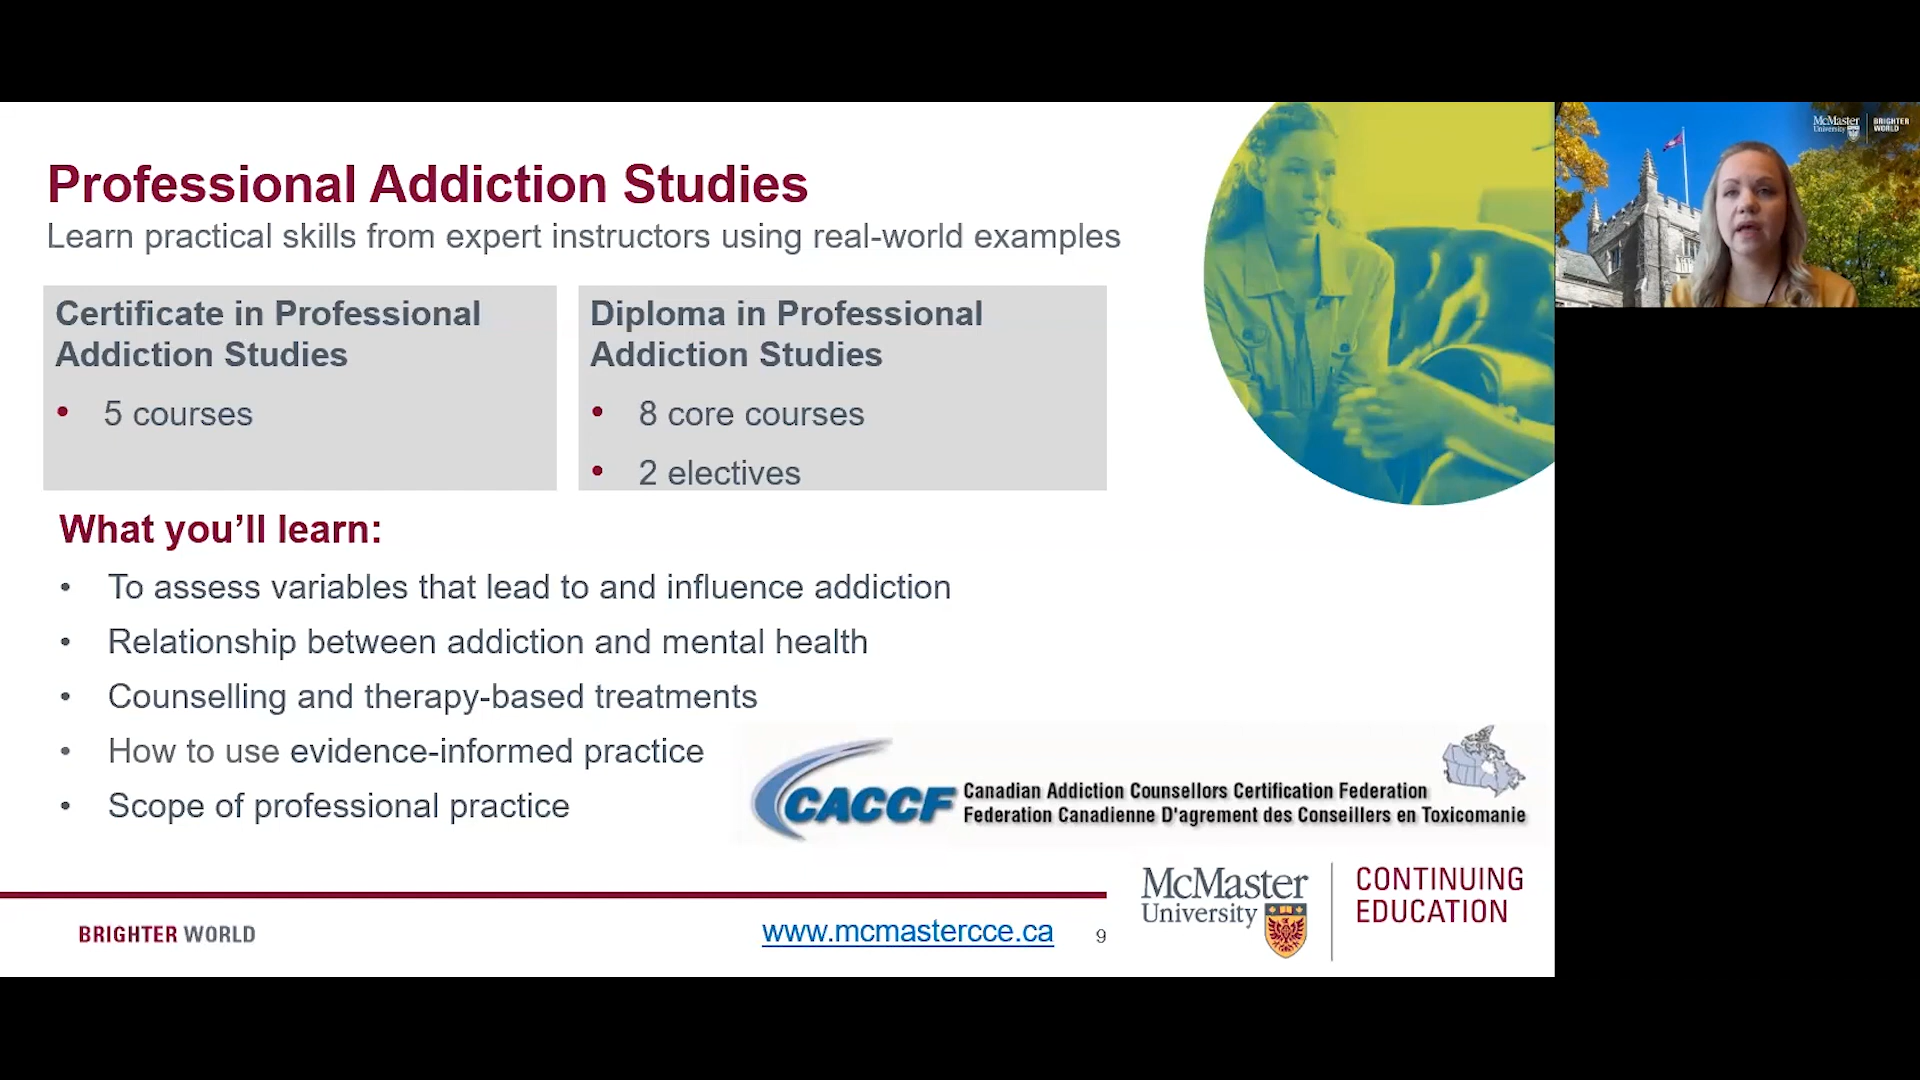 Professional Addiction Studies
Learn practical skills from expert instructors using real-world examples
Certificate in Professional
Addiction Studies
• 5 courses
Diploma in Professional
Addiction Studies
• 8 core courses
• 2 electives
What you’ll learn:
• To assess variables that lead to and influence addiction
• Relationship between addiction and mental health
• Counselling and therapy-based treatments
• How to use evidence-informed practice
• Scope of professional practice
CACCF
Canadian Addiction Counsellors Certification Federation
Federation Canadienne D'agrement des Conseillers en Toxicomanie
BRIGHTER WORLD
www.mcmastercce.ca
9
McMaster
University
CONTINUING
EDUCATION
McMaster
University
BRIGHTER
WORLD